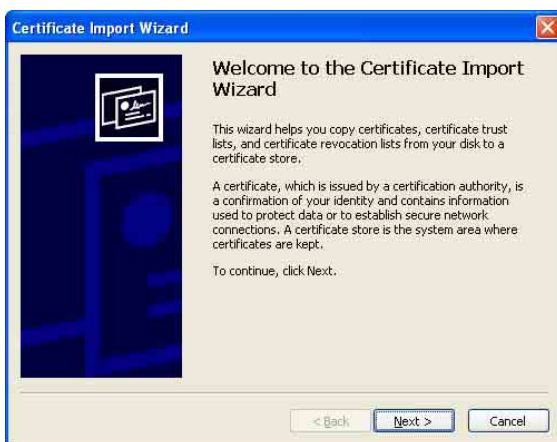 Certificate Import Wizard
Welcome to the Certificate Import
Wizard
This wizard helps you copy certificates, certificate trust
lists, and certificate revocation lists from your disk to a
certificate store.
A certificate, which is issued by a certification authority, is
a confirmation of your identity and contains information
used to protect data or to establish secure network
connections. A certificate store is the system area where
certificates are kept.
To continue, click Next.
< Back
Next >
Cancel